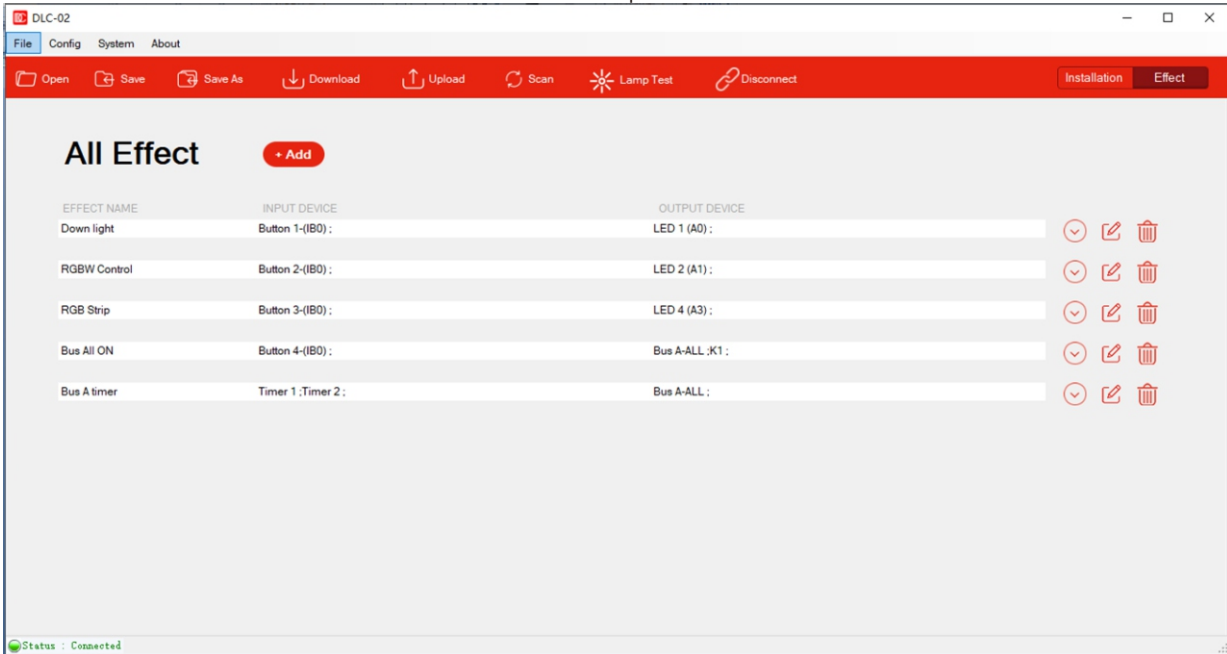 DLC-02
File Config System About
Open Save Save As Download Upload Scan Lamp Test Disconnect Installation Effect
All Effect + Add
EFFECT NAME INPUT DEVICE OUTPUT DEVICE
Down light Button 1-(IB0) ; LED 1 (A0) ;
RGBW Control Button 2-(IB0) ; LED 2 (A1) ;
RGB Strip Button 3-(IB0) ; LED 4 (A3) ;
Bus All ON Button 4-(IB0) ; Bus A-ALL ;K1 ;
Bus A timer Timer 1 ;Timer 2 ; Bus A-ALL ;
Status : Connected